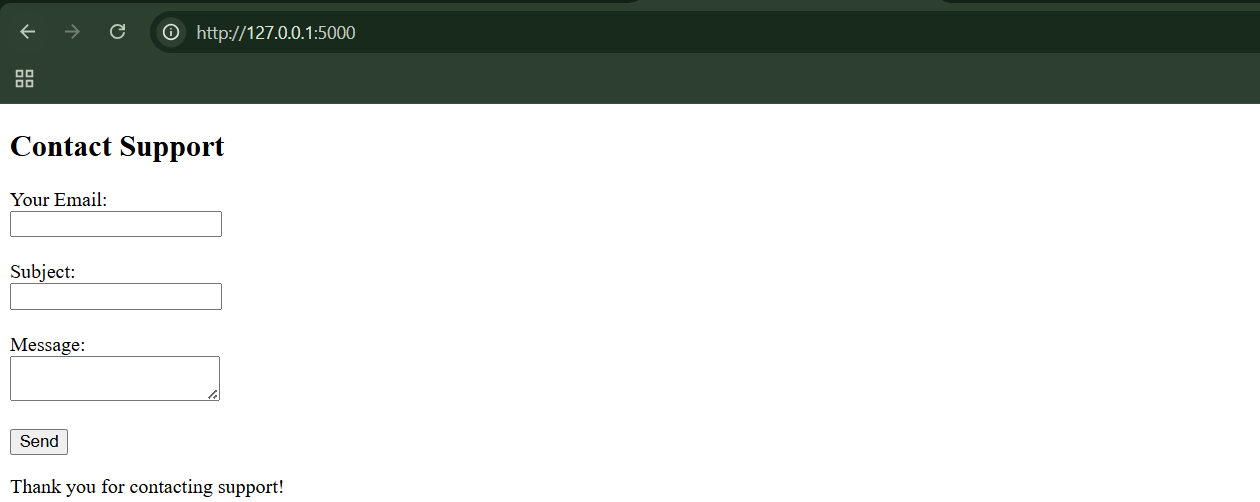 http://127.0.0.1:5000
Contact Support
Your Email:
Subject:
Message:
Send
Thank you for contacting support!